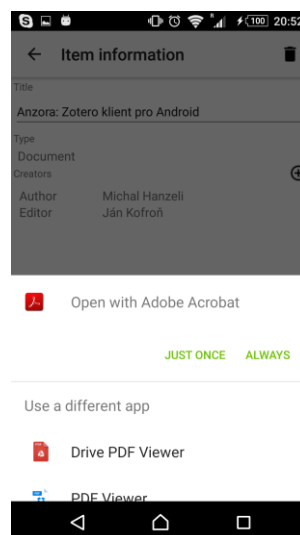 100 20:52
Item information
Title
Anzora: Zotero klient pro Android
Type
Document
Creators
Author Michal Hanzeli
Editor Ján Kofroň
Open with Adobe Acrobat
JUST ONCE ALWAYS
Use a different app
Drive PDF Viewer
PDF Viewer